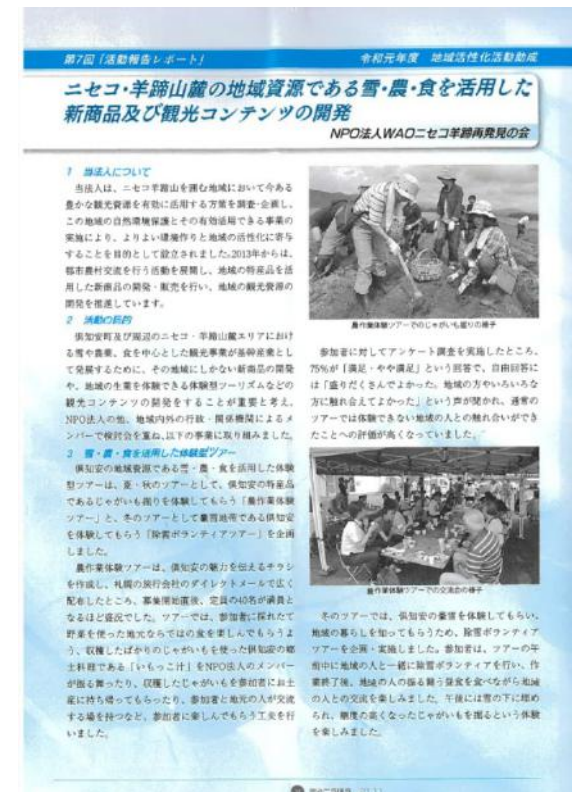 第7回「活動報告レポート」
令和元年度 地域活性化活動助成
ニセコ・羊蹄山麓の地域資源である雪・農・食を活用した
新商品及び観光コンテンツの開発
NPO法人WAOニセコ羊蹄再発見の会
1 当法人について
当法人は、ニセコ羊蹄山を囲む地域において今ある
豊かな観光資源を有効に活用する方策を調査・企画し、
この地域の自然環境保護とその有効活用できる事業の
実施により、よりよい環境作りと地域の活性化に寄与
することを目的として設立されました。2013年からは、
都市農村交流を行う活動を展開し、地域の特産品を活
用した新商品の開発・販売を行い、地域の観光資源の
開発を推進しています。
2 活動の目的
倶知安町及び周辺のニセコ・羊蹄山麓エリアにおけ
る雪や農業、食を中心とした観光事業が基幹産業とし
て発展するために、その地域にしかない新商品の開発
や、地域の生業を体験できる体験型ツーリズムなどの
観光コンテンツの開発をすることが重要と考え、
NPO法人の他、地域内外の行政・関係機関によるメ
ンバーで検討会を重ね、以下の事業に取り組みました。
3 雪・農・食を活用した体験型ツアー
倶知安の地域資源である雪・農・食を活用した体験
型ツアーは、夏・秋のツアーとして、倶知安の特産品
であるじゃがいも掘りを体験してもらう「農作業体験
ツアー」と、冬のツアーとして豪雪地帯である倶知安
を体験してもらう「除雪ボランティアツアー」を企画
しました。
農作業体験ツアーは、倶知安の魅力を伝えるチラシ
を作成し、札幌の旅行会社のダイレクトメールで広く
配布したところ、募集開始直後、定員の40名が満員と
なるほど盛況でした。ツアーでは、参加者に採れたて
野菜を使った地元ならではの食を楽しんでもらうよ
う、収穫したばかりのじゃがいもを使った倶知安の郷
土料理である「いもっこ汁」をNPO法人のメンバー
が振る舞ったり、収穫したじゃがいもを参加者にお土
産に持ち帰ってもらったり、参加者と地元の人が交流
する場を持つなど、参加者に楽しんでもらう工夫を行
いました。
農作業体験ツアーでのじゃがいも掘りの様子
参加者に対してアンケート調査を実施したところ、
75%が「満足・やや満足」という回答で、自由回答に
は「盛りだくさんでよかった。地域の方やいろいろな
方に触れ合えてよかった」という声が聞かれ、通常の
ツアーでは体験できない地域の人との触れ合いができ
たことへの評価が高くなっていました。
農作業体験ツアーでの交流会の様子
冬のツアーでは、倶知安の豪雪を体験してもらい、
地域の暮らしを知ってもらうため、除雪ボランティア
ツアーを企画・実施しました。参加者は、ツアーの午
前中に地域の人と一緒に除雪ボランティアを行い、作
業終了後、地域の人の振る舞う昼食を食べながら地域
の人との交流を楽しみました。午後には雪の下に埋め
られ、糖度の高くなったじゃがいもを掘るという体験
を楽しみました。